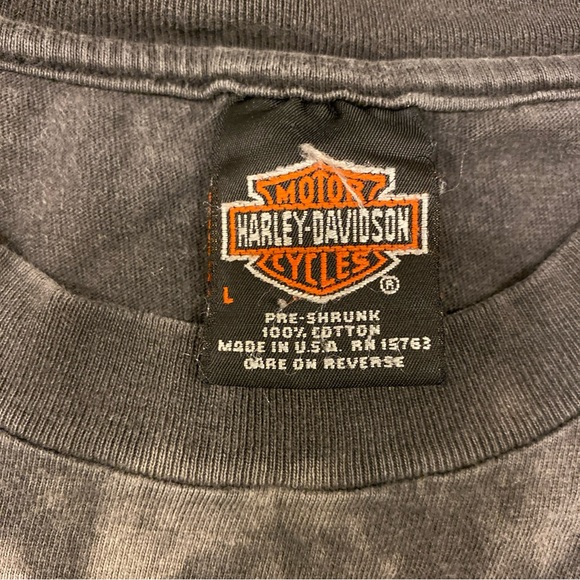 MOTOR
HARLEY-DAVIDSON
CYCLES
®
L
PRE-SHRUNK
100% COTTON
MADE IN U.S.A. RN 15763
CARE ON REVERSE